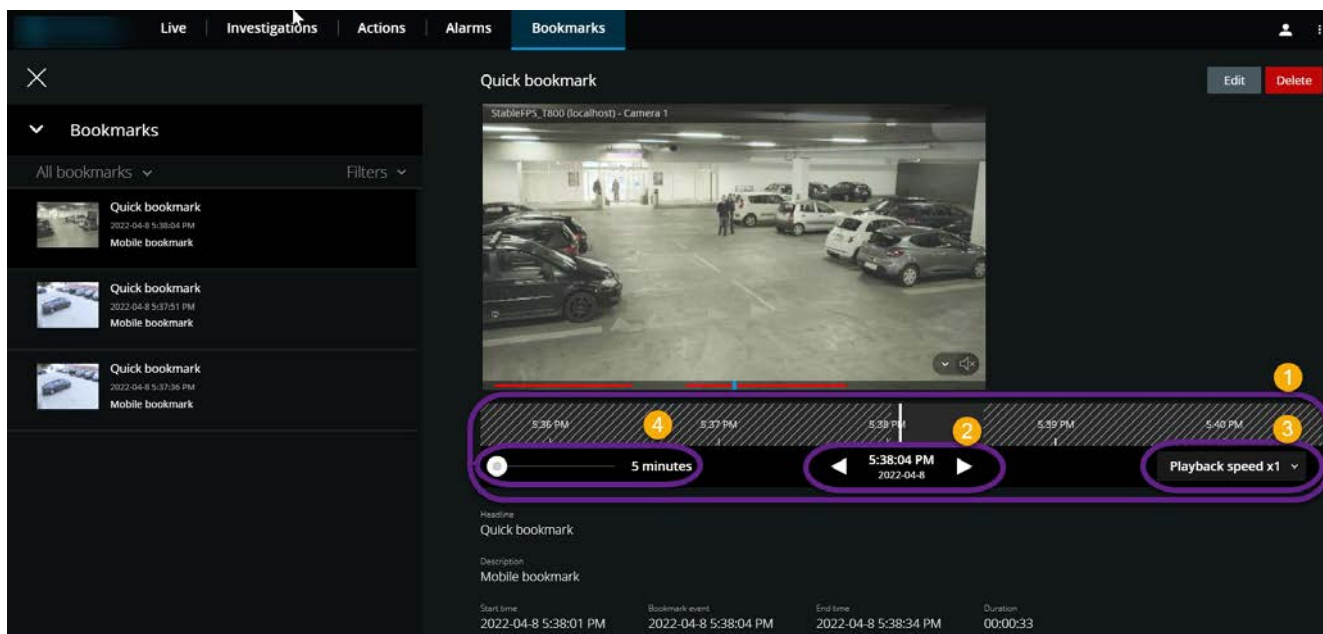 Live Investigations Actions Alarms Bookmarks
Quick bookmark
Edit Delete
Bookmarks
All bookmarks Filters
Quick bookmark
2022-04-8 5:38:04 PM
Mobile bookmark
Quick bookmark
2022-04-8 5:37:51 PM
Mobile bookmark
Quick bookmark
2022-04-8 5:37:36 PM
Mobile bookmark
StableFPS_T800 (localhost) - Camera 1
1
5:36 PM 4 5:37 PM 5:38 PM 2 5:39 PM 5:40 PM 3
5 minutes
5:38:04 PM
2022-04-8
Playback speed x1
Headline
Quick bookmark
Description
Mobile bookmark
Start time Bookmark event End time Duration
2022-04-8 5:38:01 PM 2022-04-8 5:38:04 PM 2022-04-8 5:38:34 PM 00:00:33